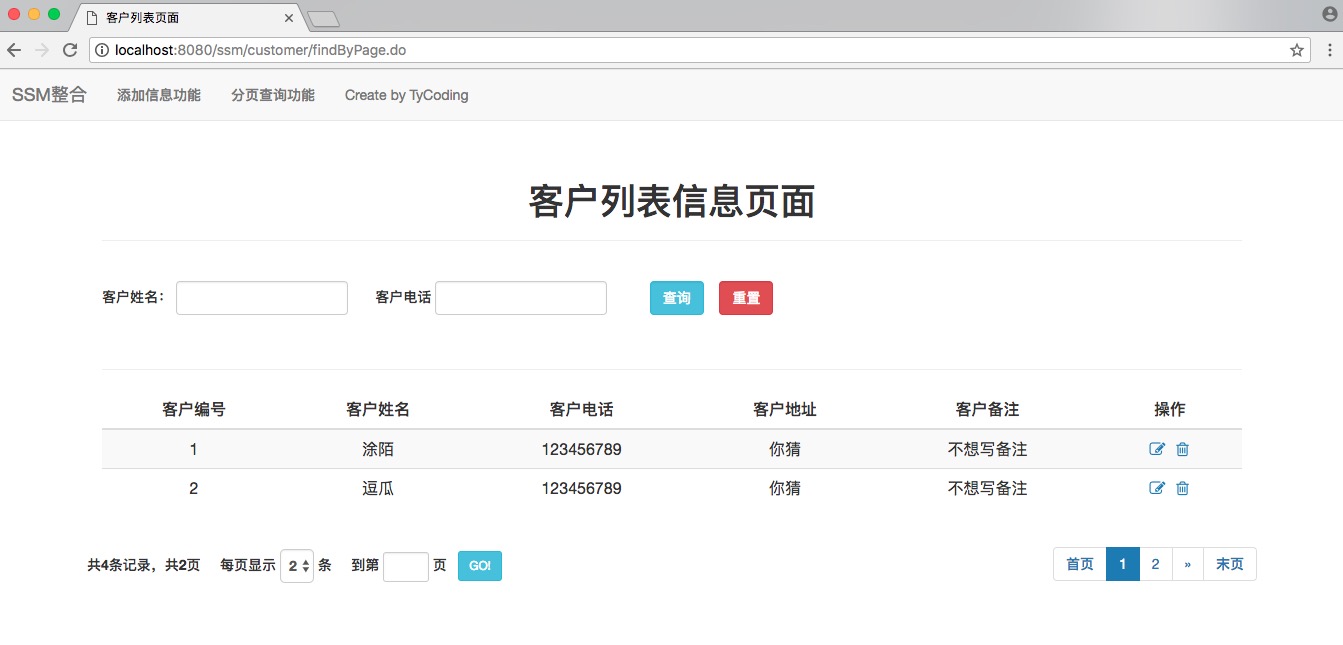 客户列表页面
localhost:8080/ssm/customer/findByPage.do
SSM整合 添加信息功能 分页查询功能 Create by TyCoding
客户列表信息页面
客户姓名： 客户电话 查询 重置
客户编号 客户姓名 客户电话 客户地址 客户备注 操作
1 涂陌 123456789 你猜 不想写备注
2 逗瓜 123456789 你猜 不想写备注
共4条记录，共2页 每页显示 2 条 到第 页 GO! 首页 1 2 » 末页